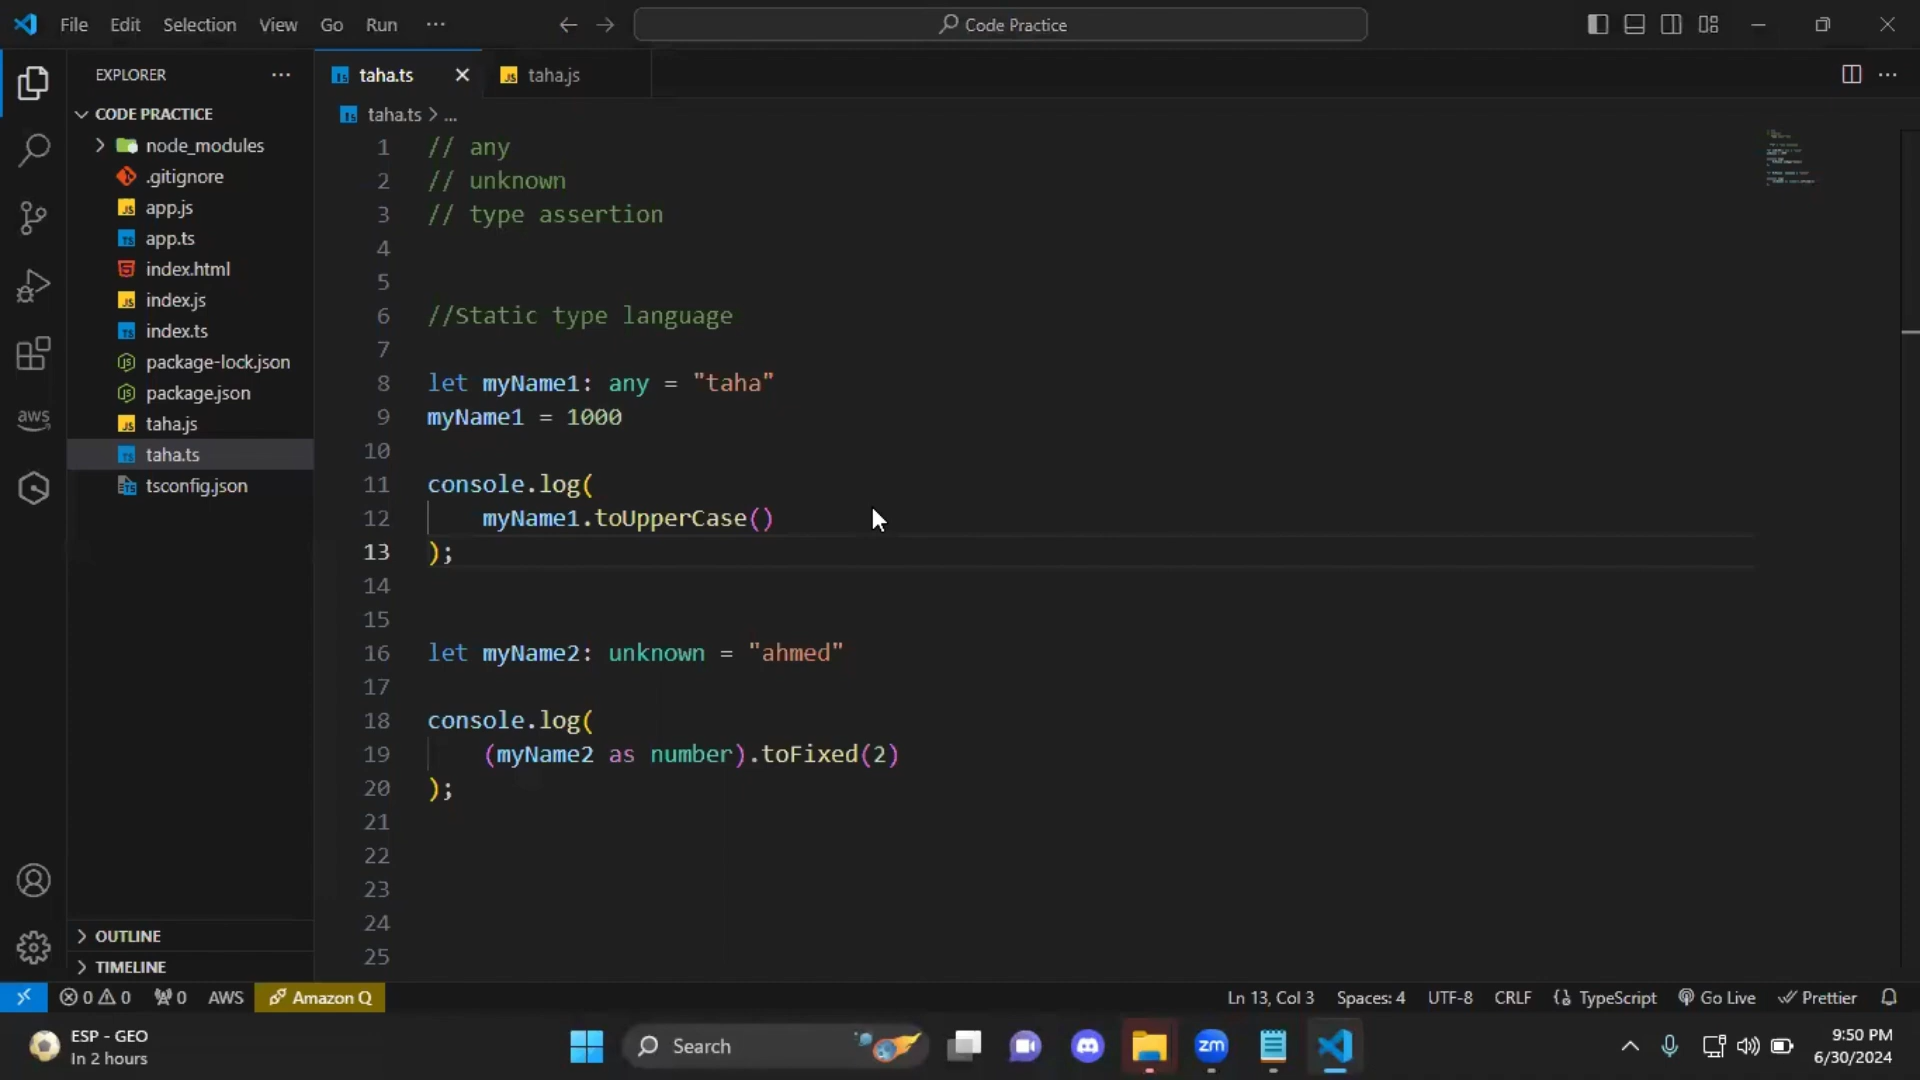 File Edit Selection View Go Run ···
Code Practice
EXPLORER
taha.ts
taha.js
CODE PRACTICE
taha.ts > ...
node_modules
.gitignore
app.js
app.ts
index.html
index.js
index.ts
package-lock.json
package.json
taha.js
taha.ts
tsconfig.json
aws
OUTLINE
TIMELINE
1 // any
2 // unknown
3 // type assertion
4
5
6 //Static type language
7
8 let myName1: any = "taha"
9 myName1 = 1000
10
11 console.log(
12 myName1.toUpperCase()
13 );
14
15
16 let myName2: unknown = "ahmed"
17
18 console.log(
19 (myName2 as number).toFixed(2)
20 );
21
22
23
24
25
0 0 0 AWS Amazon Q Ln 13, Col 3 Spaces: 4 UTF-8 CRLF {} TypeScript Go Live Prettier
ESP - GEO
In 2 hours
Search
zm
9:50 PM
6/30/2024